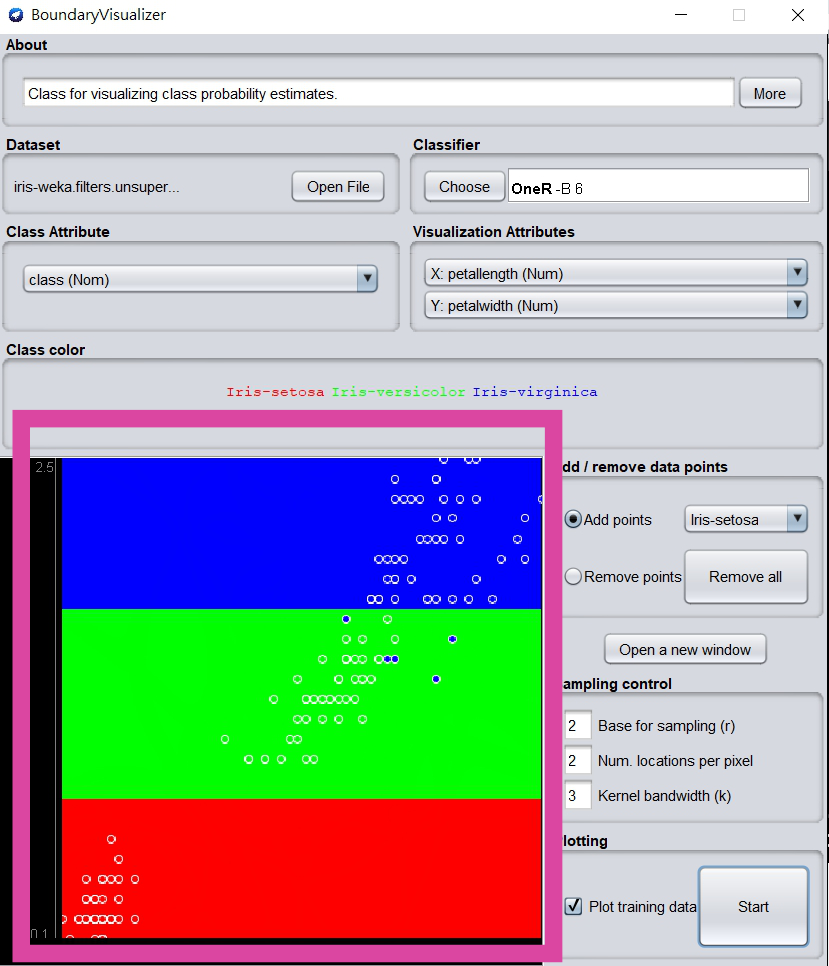 BoundaryVisualizer
About
Class for visualizing class probability estimates.
More
Dataset
Classifier
iris-weka.filters.unsuper...
Open File
Choose
OneR -B 6
Class Attribute
Visualization Attributes
class (Nom)
X: petallength (Num)
Y: petalwidth (Num)
Class color
Iris-setosa Iris-versicolor Iris-virginica
2.5
dd / remove data points
Add points
Iris-setosa
Remove points
Remove all
Open a new window
ampling control
2 Base for sampling (r)
2 Num. locations per pixel
3 Kernel bandwidth (k)
lotting
Plot training data
Start
0.1